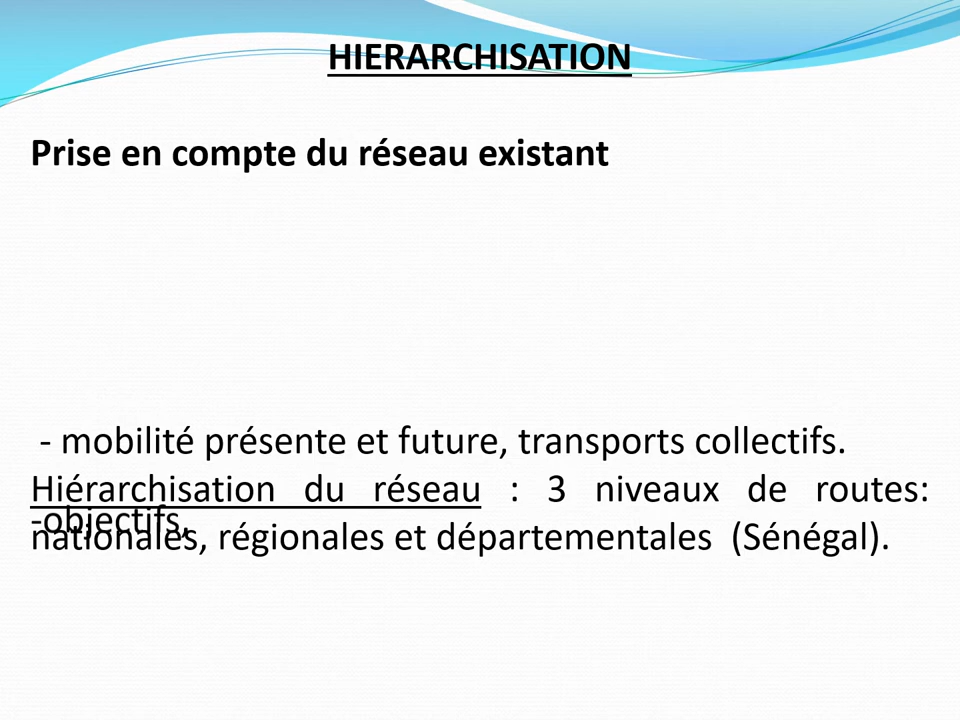 HIERARCHISATION
Prise en compte du réseau existant
- mobilité présente et future, transports collectifs.
Hiérarchisation du réseau : 3 niveaux de routes:
-objectifs,
nationales, régionales et départementales (Sénégal).